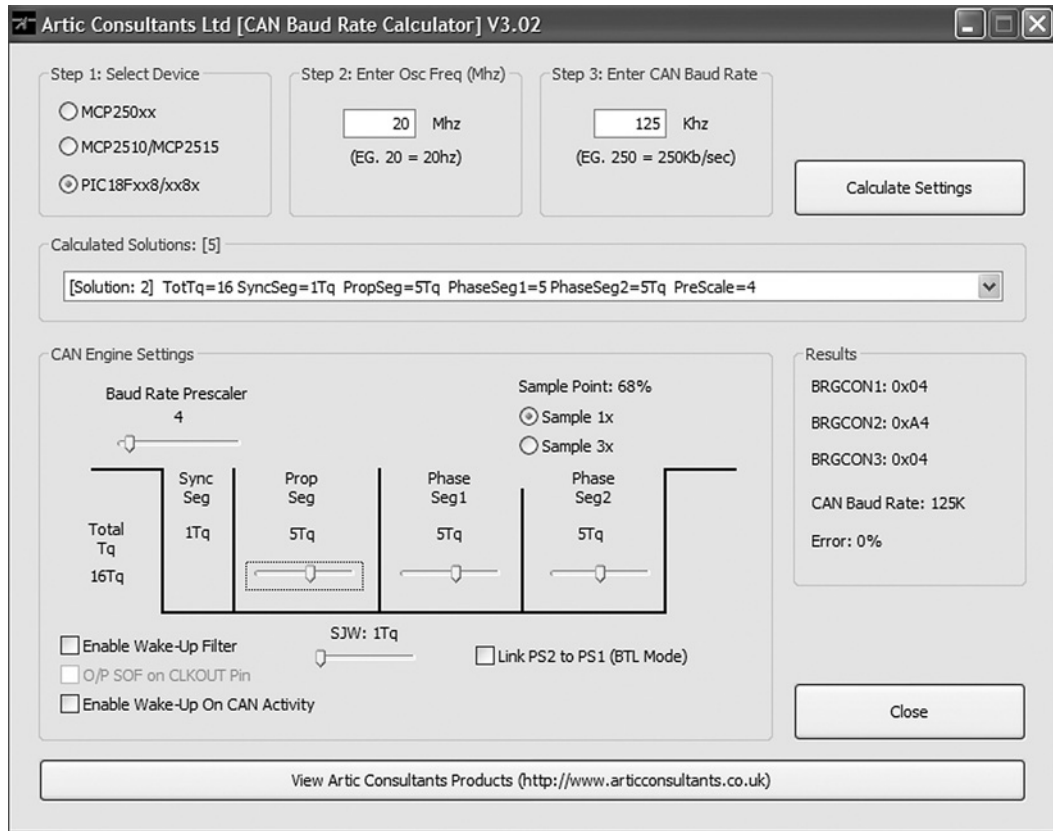 Artic Consultants Ltd [CAN Baud Rate Calculator] V3.02
Step 1: Select Device
MCP250xx
MCP2510/MCP2515
PIC18Fxx8/xx8x
Step 2: Enter Osc Freq (Mhz)
20 Mhz
(EG. 20 = 20hz)
Step 3: Enter CAN Baud Rate
125 Khz
(EG. 250 = 250Kb/sec)
Calculate Settings
Calculated Solutions: [5]
[Solution: 2] TotTq=16 SyncSeg=1Tq PropSeg=5Tq PhaseSeg1=5 PhaseSeg2=5Tq PreScale=4
CAN Engine Settings
Baud Rate Prescaler
4
Sample Point: 68%
Sample 1x
Sample 3x
Total
Tq
16Tq
Sync
Seg
1Tq
Prop
Seg
5Tq
Phase
Seg1
5Tq
Phase
Seg2
5Tq
SJW: 1Tq
Enable Wake-Up Filter
O/P SOF on CLKOUT Pin
Enable Wake-Up On CAN Activity
Link PS2 to PS1 (BTL Mode)
Results
BRGCON1: 0x04
BRGCON2: 0xA4
BRGCON3: 0x04
CAN Baud Rate: 125K
Error: 0%
Close
View Artic Consultants Products (http://www.articconsultants.co.uk)